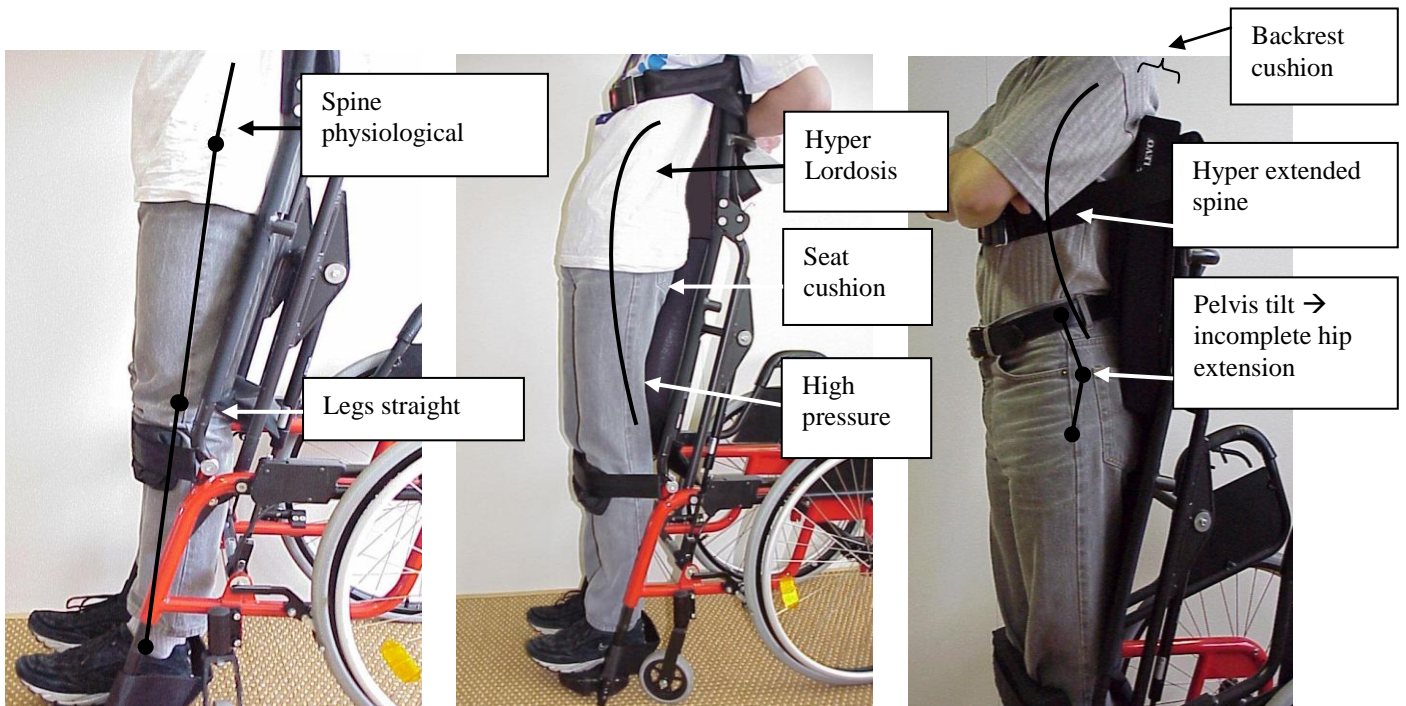 Spine
physiological
Legs straight
Hyper
Lordosis
Seat
cushion
High
pressure
Backrest
cushion
LEVO
Hyper extended
spine
Pelvis tilt →
incomplete hip
extension